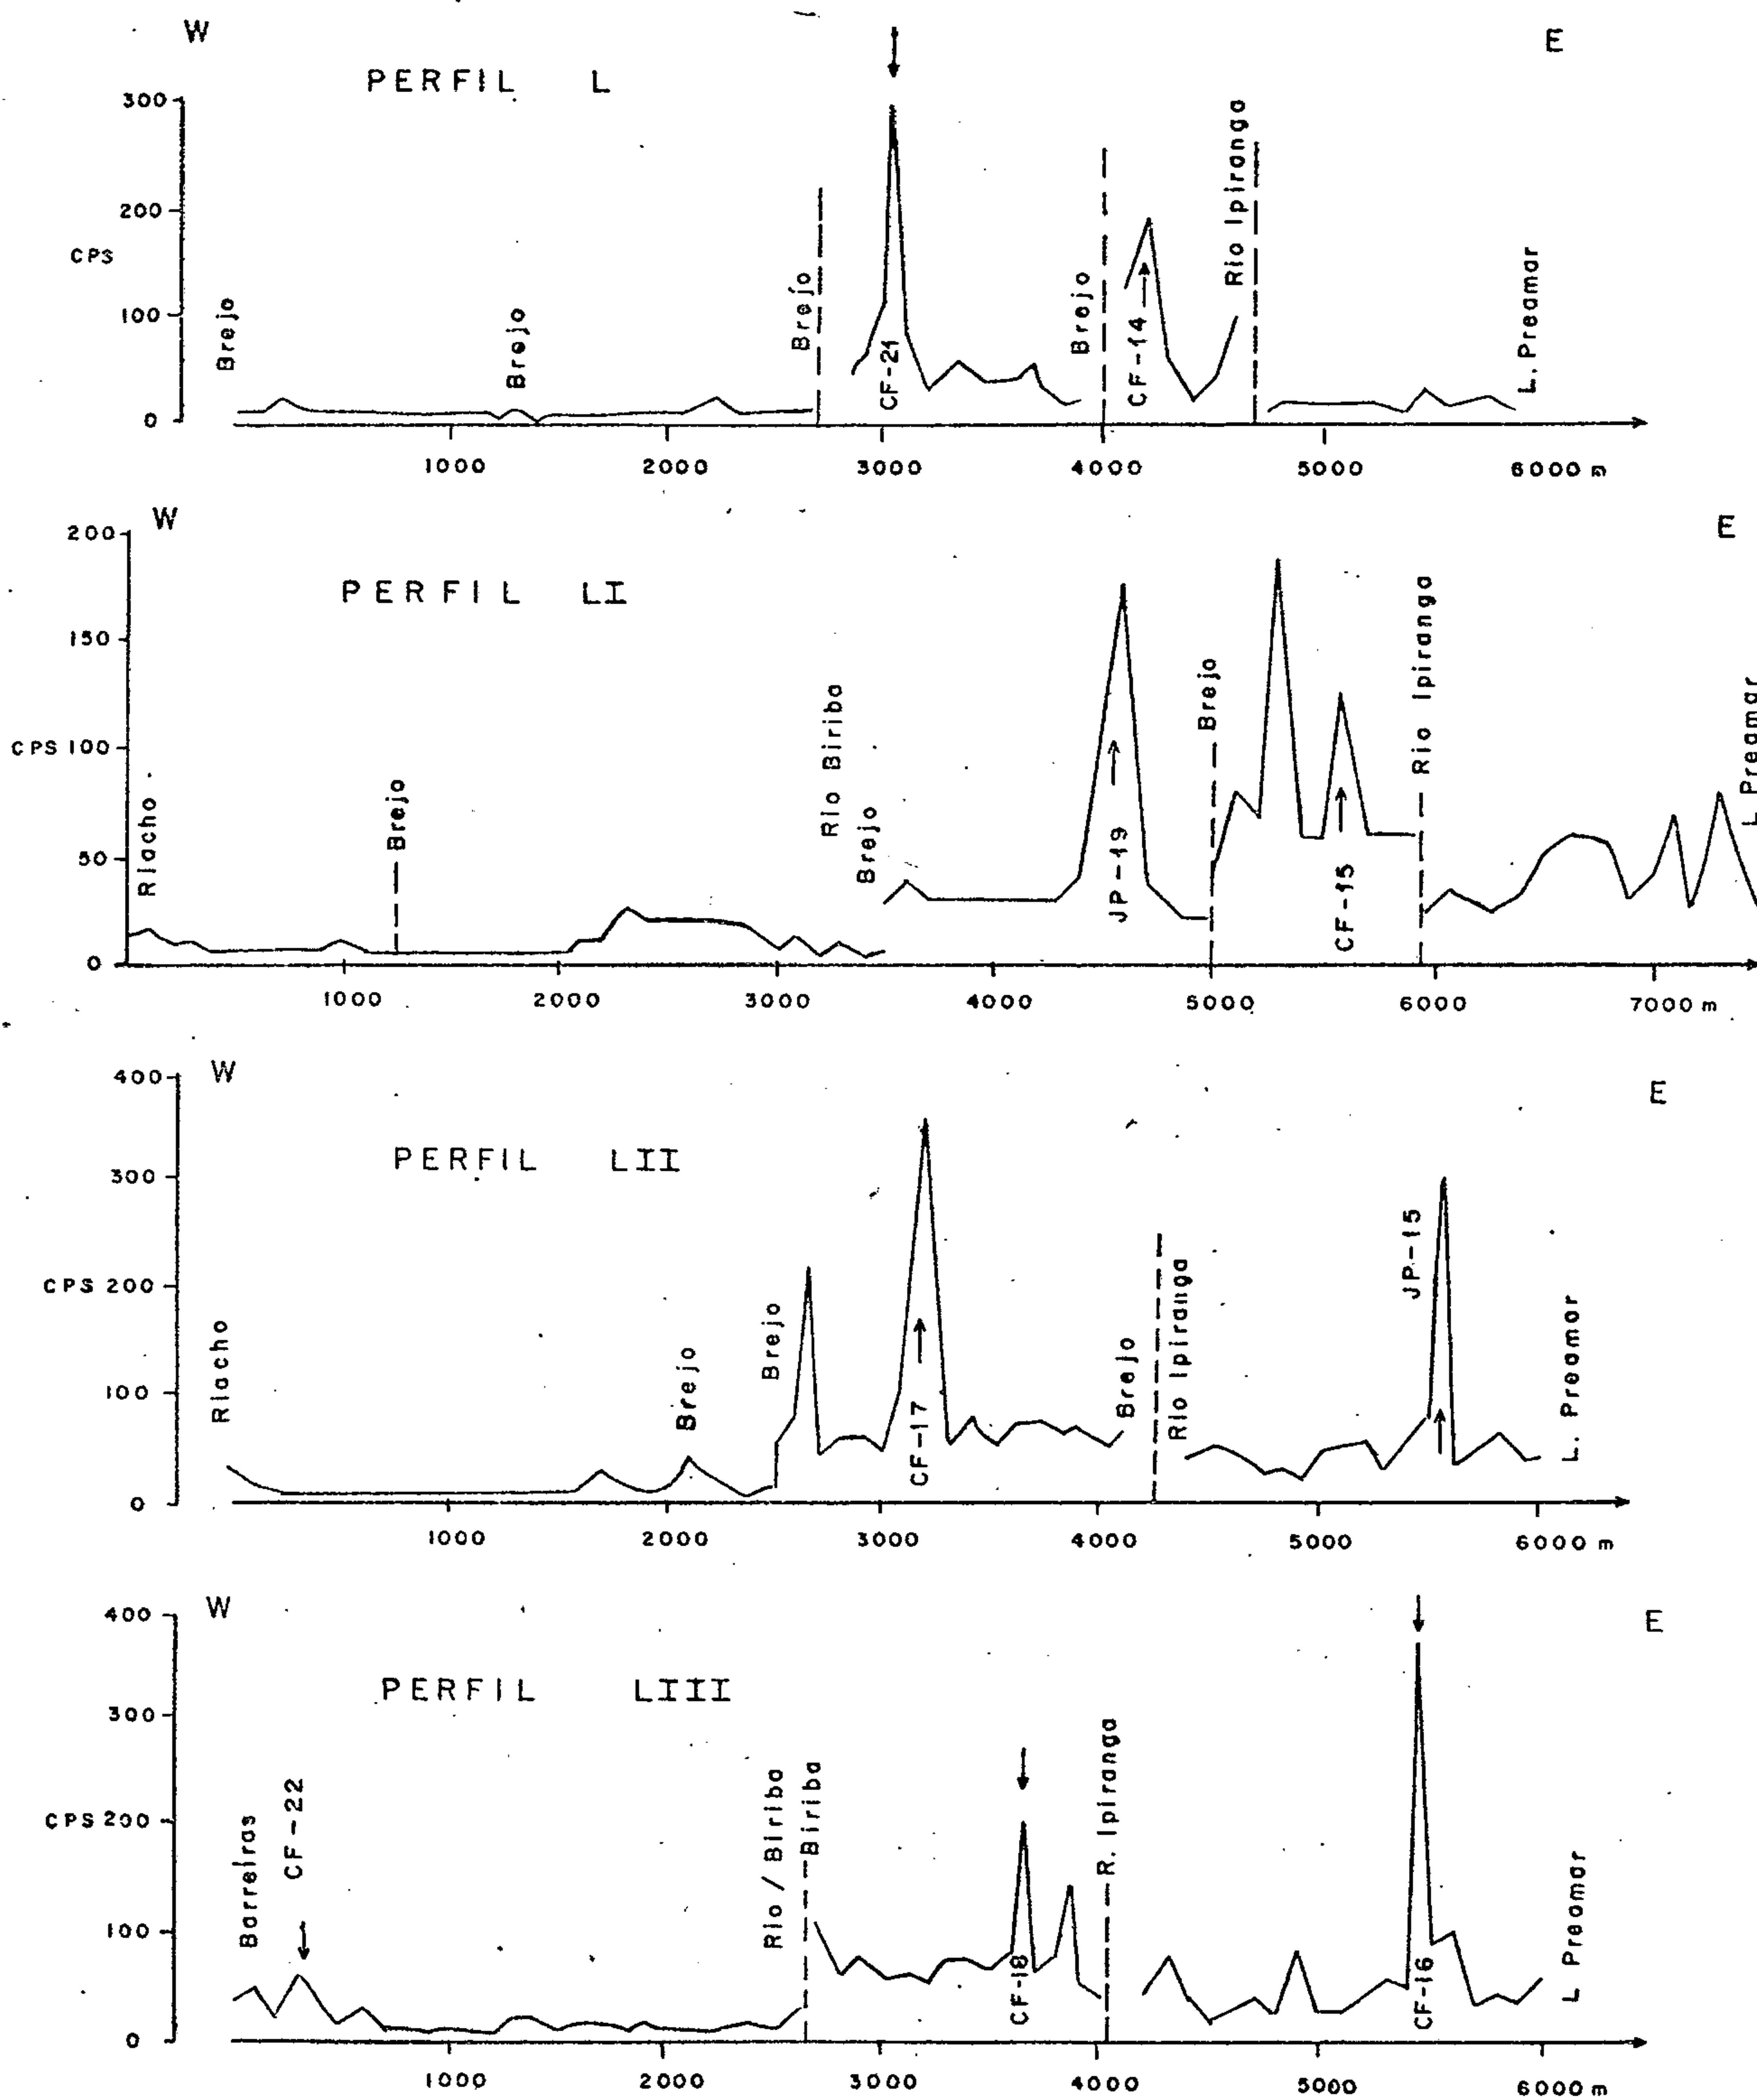 W
E
PERFIL L
300
200
CPS
100
0
Brejo
Brejo
Brejo
CF-21
Brejo
CF-14
Rio Ipiranga
L. Preamar
1000 2000 3000 4000 5000 6000 m
W
E
PERFIL LI
200
150
CPS 100
50
0
Riacho
Brejo
Rio Biriba
Brejo
JP-19
Brejo
CF-15
Rio Ipiranga
L Preamar
1000 2000 3000 4000 5000 6000 7000 m
W
E
PERFIL LII
400
300
CPS 200
100
0
Riacho
Brejo
Brejo
CF-17
Brejo
Rio Ipiranga
JP-15
L. Preamar
1000 2000 3000 4000 5000 6000 m
W
E
PERFIL LIII
400
300
CPS 200
100
0
Barreiras
CF-22
Rio / Biriba
Biriba
CF-18
R. Ipiranga
CF-16
L Preamar
1000 2000 3000 4000 5000 6000 m